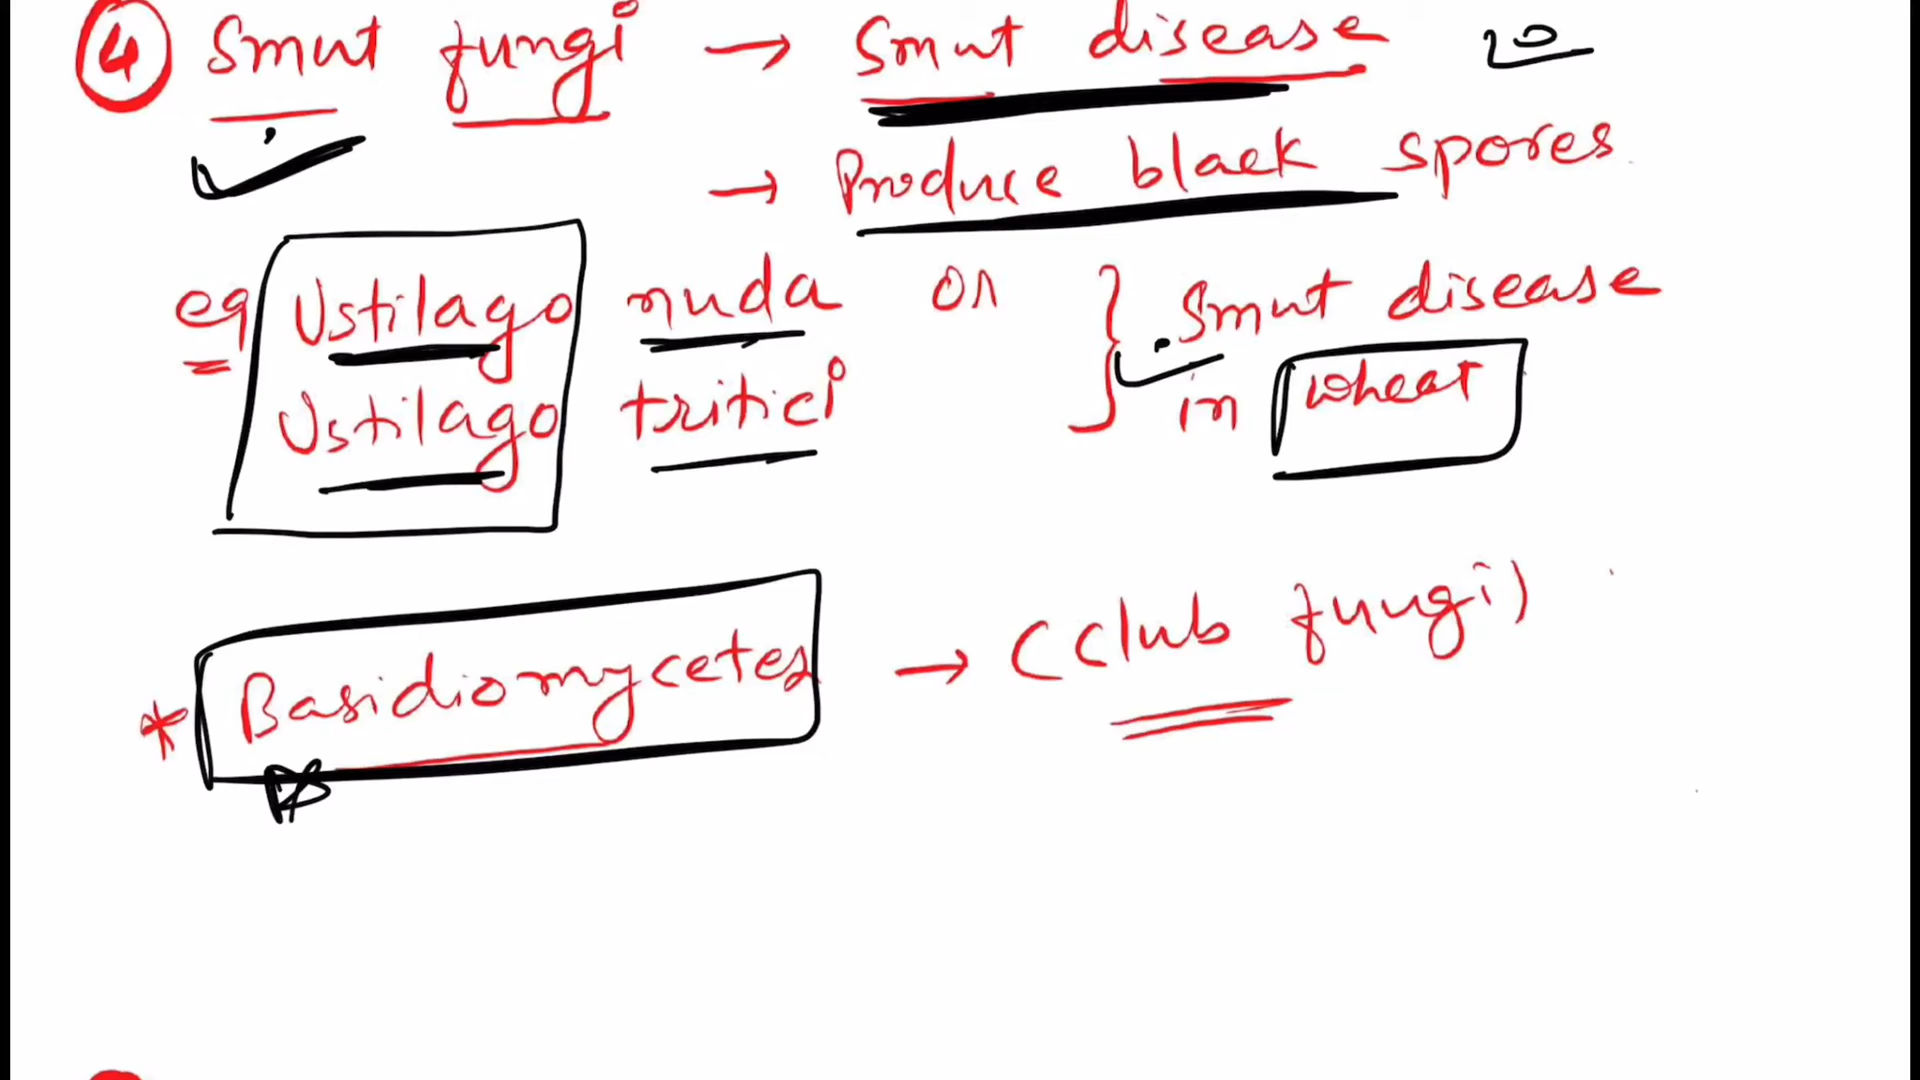 ④ Smut fungi → Smut disease
→ Produce black spores
eg Ustilago nuda or } Smut disease
Ustilago tritici in wheat
* Basidiomycetes → (Club fungi)